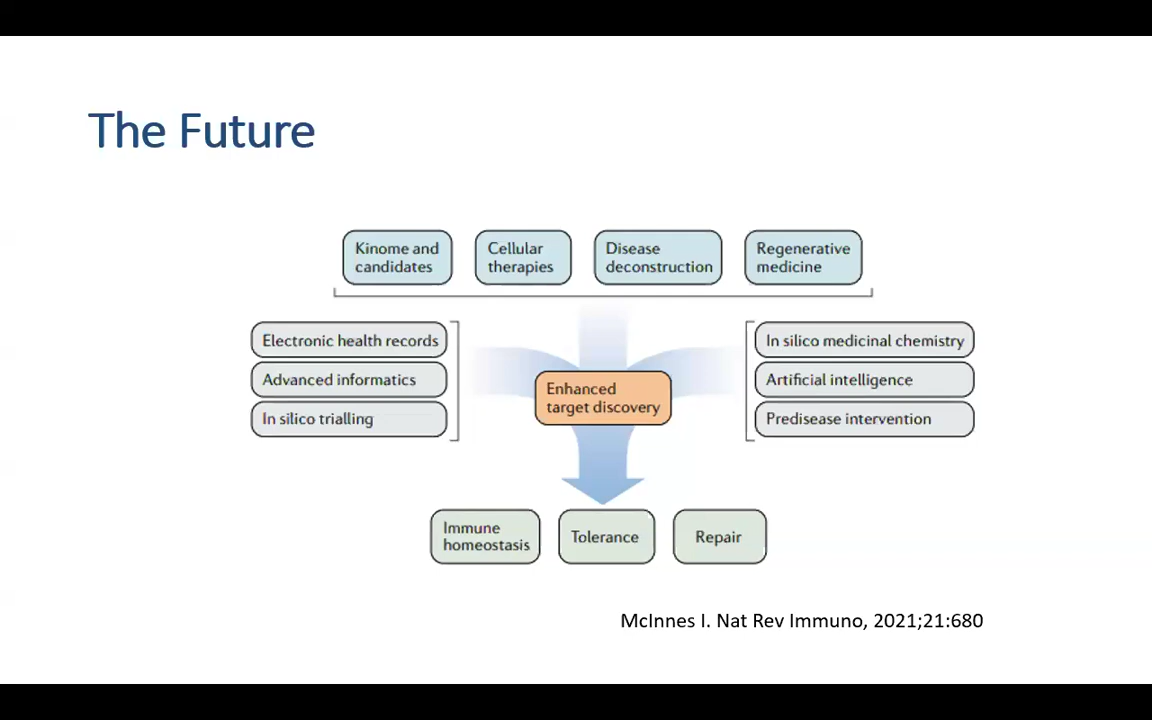 The Future
Kinome and
candidates
Cellular
therapies
Disease
deconstruction
Regenerative
medicine
Electronic health records
Advanced informatics
In silico trialling
Enhanced
target discovery
In silico medicinal chemistry
Artificial intelligence
Predisease intervention
Immune
homeostasis
Tolerance
Repair
McInnes I. Nat Rev Immuno, 2021;21:680